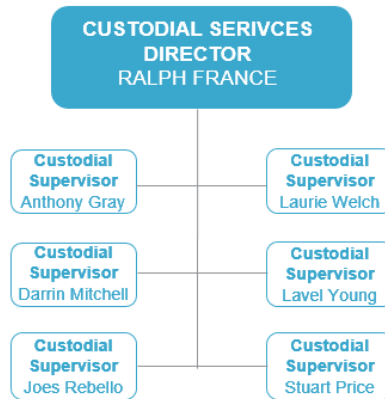 CUSTODIAL SERIVCES
DIRECTOR
RALPH FRANCE
Custodial
Supervisor
Anthony Gray
Custodial
Supervisor
Laurie Welch
Custodial
Supervisor
Darrin Mitchell
Custodial
Supervisor
Lavel Young
Custodial
Supervisor
Joes Rebello
Custodial
Supervisor
Stuart Price